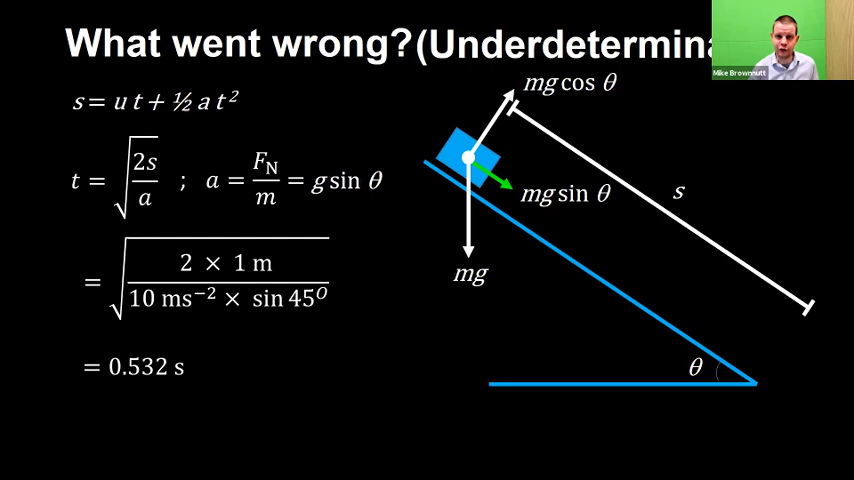 What went wrong? (Underdetermina
Mike Brownnutt
s = u t + ½ a t²
mg cos θ
t = √(2s/a) ; a = F_N/m = g sin θ
mg sin θ
s
= √(2 × 1 m / 10 ms⁻² × sin 45ᴼ)
mg
= 0.532 s
θ